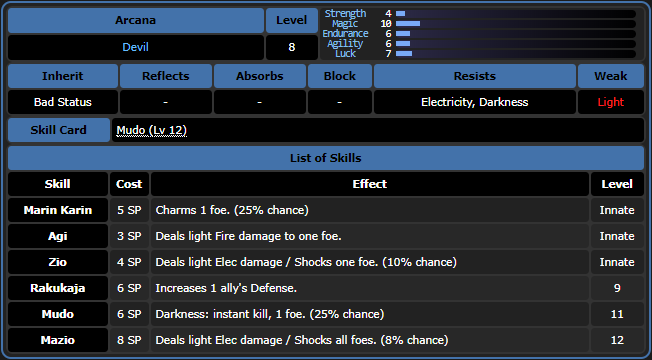 Arcana Level
Devil 8
Strength 4
Magic 10
Endurance 6
Agility 6
Luck 7
Inherit Reflects Absorbs Block Resists Weak
Bad Status - - - Electricity, Darkness Light
Skill Card Mudo (Lv 12)
List of Skills
Skill Cost Effect Level
Marin Karin 5 SP Charms 1 foe. (25% chance) Innate
Agi 3 SP Deals light Fire damage to one foe. Innate
Zio 4 SP Deals light Elec damage / Shocks one foe. (10% chance) Innate
Rakukaja 6 SP Increases 1 ally's Defense. 9
Mudo 6 SP Darkness: instant kill, 1 foe. (25% chance) 11
Mazio 8 SP Deals light Elec damage / Shocks all foes. (8% chance) 12